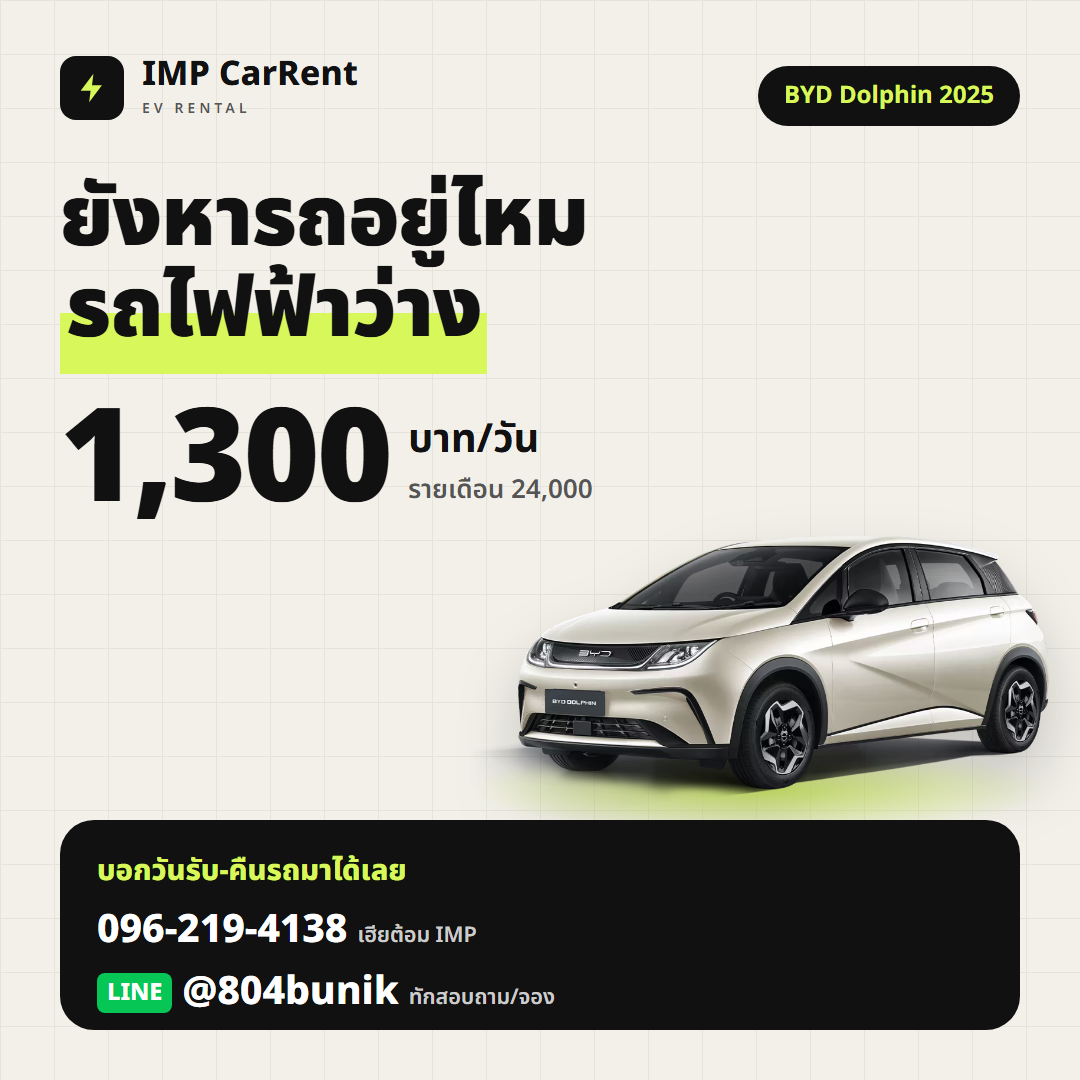 IMP CarRent
EV RENTAL
BYD Dolphin 2025
ยังหารถอยู่ไหม
รถไฟฟ้าว่าง
1,300 บาท/วัน
รายเดือน 24,000
BYD
BYD DOLPHIN
บอกวันรับ-คืนรถมาได้เลย
096-219-4138 เฮียต้อม IMP
LINE @804bunik ทักสอบถาม/จอง